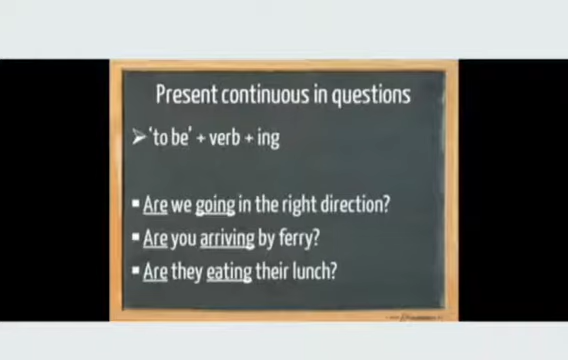 Present continuous in questions
➢ 'to be' + verb + ing
▪ Are we going in the right direction?
▪ Are you arriving by ferry?
▪ Are they eating their lunch?